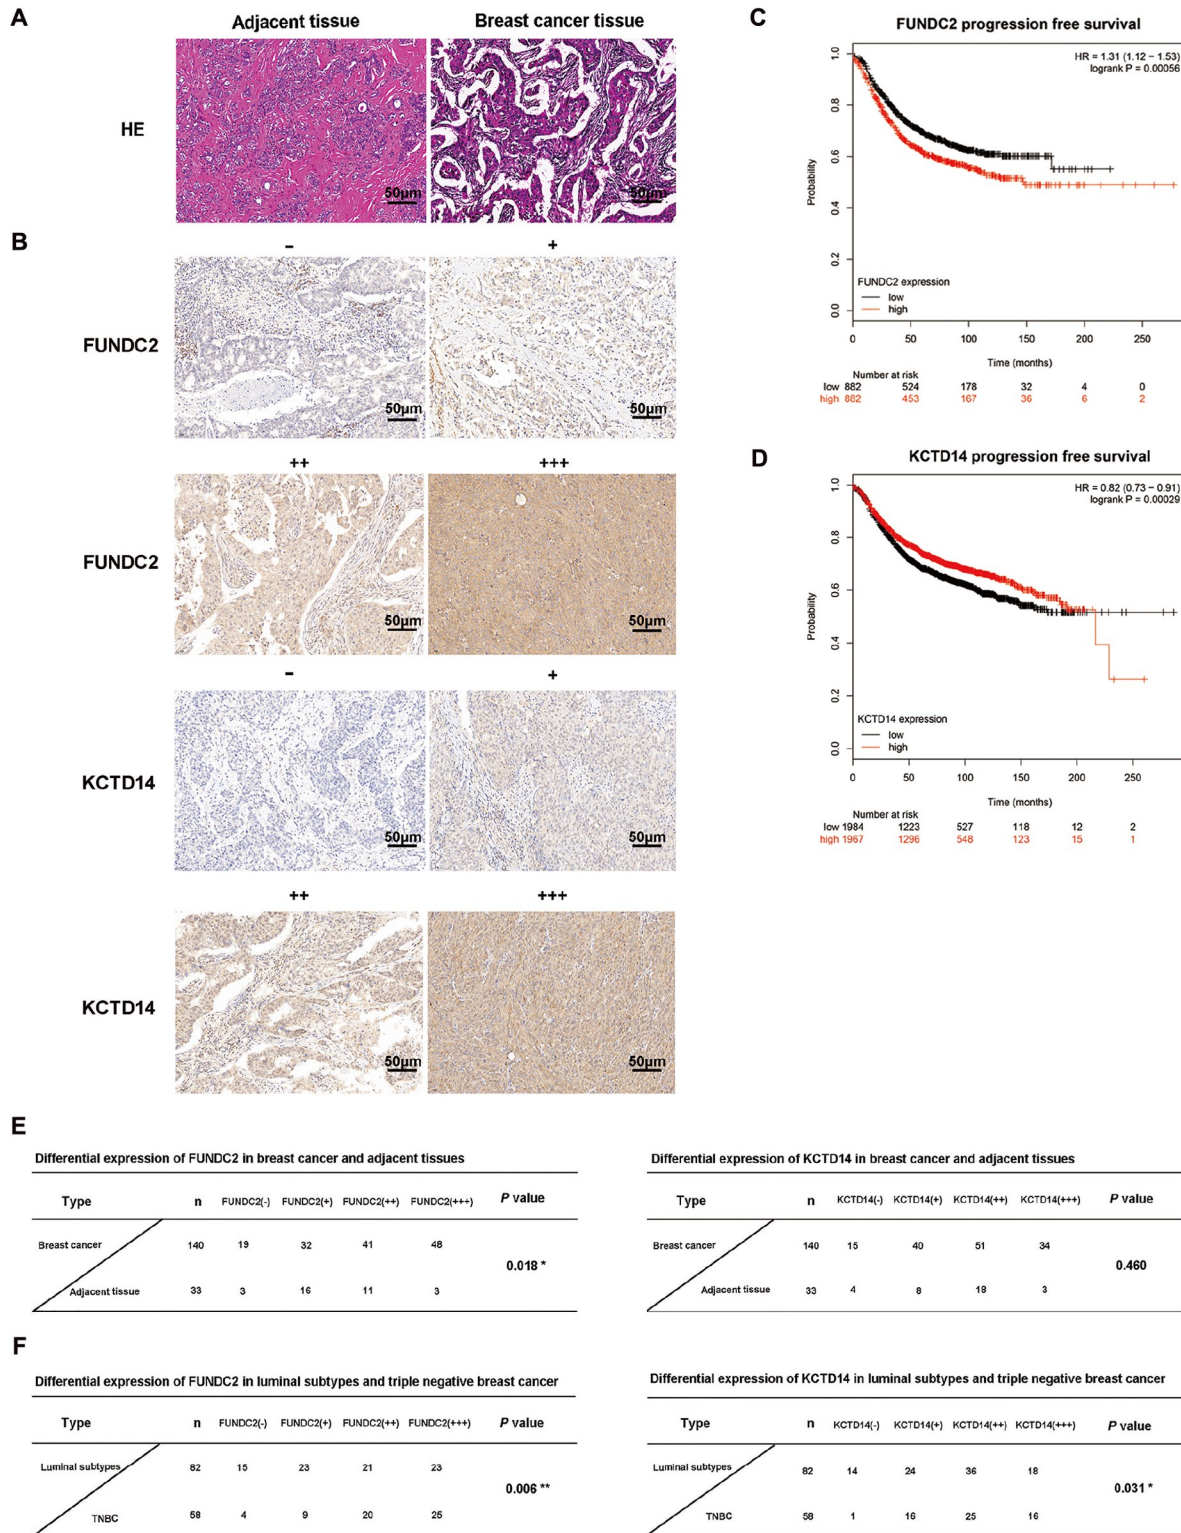 A
Adjacent tissue
Breast cancer tissue
HE
50μm
50μm
B
–
+
FUNDC2
50μm
50μm
++
+++
FUNDC2
50μm
50μm
–
+
KCTD14
50μm
50μm
++
+++
KCTD14
50μm
50μm
C
FUNDC2 progression free survival
HR = 1.31 (1.12 − 1.53)
logrank P = 0.00056
Probability
1.0
0.8
0.6
0.4
0.2
0.0
FUNDC2 expression
low
high
0 50 100 150 200 250
Time (months)
Number at risk
low 882 524 178 32 4 0
high 882 453 167 36 6 2
D
KCTD14 progression free survival
HR = 0.82 (0.73 − 0.91)
logrank P = 0.00029
Probability
1.0
0.8
0.6
0.4
0.2
0.0
KCTD14 expression
low
high
0 50 100 150 200 250
Time (months)
Number at risk
low 1984 1223 527 118 12 2
high 1967 1296 548 123 15 1
E
Differential expression of FUNDC2 in breast cancer and adjacent tissues
Type n FUNDC2(-) FUNDC2(+) FUNDC2(++) FUNDC2(+++) P value
Breast cancer 140 19 32 41 48
0.018 *
Adjacent tissue 33 3 16 11 3
Differential expression of KCTD14 in breast cancer and adjacent tissues
Type n KCTD14(-) KCTD14(+) KCTD14(++) KCTD14(+++) P value
Breast cancer 140 15 40 51 34
0.460
Adjacent tissue 33 4 8 18 3
F
Differential expression of FUNDC2 in luminal subtypes and triple negative breast cancer
Type n FUNDC2(-) FUNDC2(+) FUNDC2(++) FUNDC2(+++) P value
Luminal subtypes 82 15 23 21 23
0.006 **
TNBC 58 4 9 20 25
Differential expression of KCTD14 in luminal subtypes and triple negative breast cancer
Type n KCTD14(-) KCTD14(+) KCTD14(++) KCTD14(+++) P value
Luminal subtypes 82 14 24 36 18
0.031 *
TNBC 58 1 16 25 16